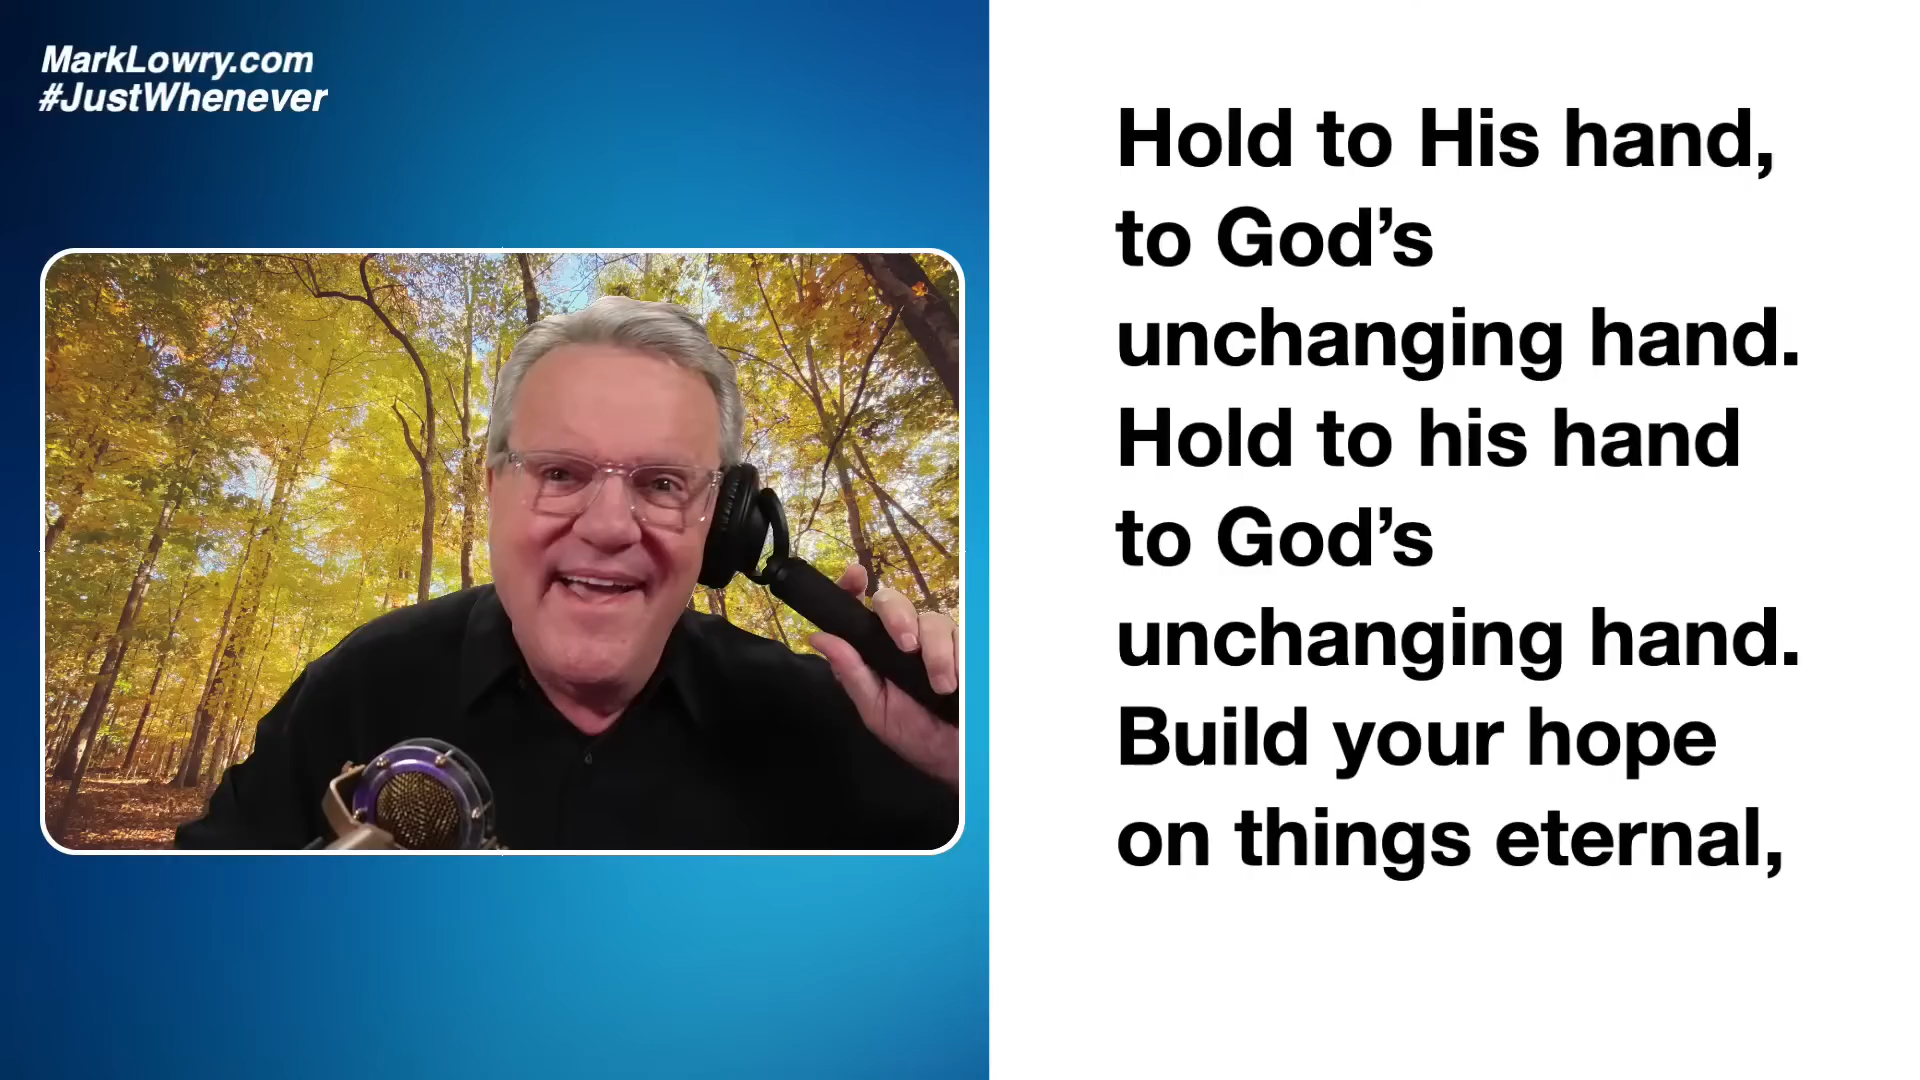 MarkLowry.com
#JustWhenever
Hold to His hand,
to God’s
unchanging hand.
Hold to his hand
to God’s
unchanging hand.
Build your hope
on things eternal,